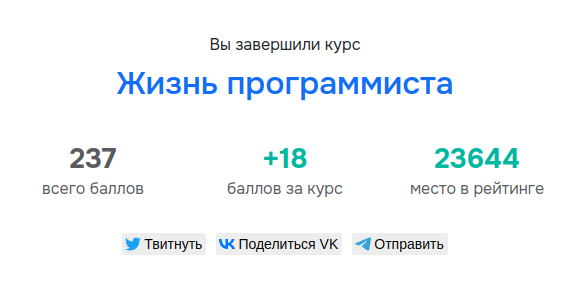 Вы завершили курс
Жизнь программиста
237 +18 23644
всего баллов баллов за курс место в рейтинге
Твитнуть Поделиться VK Отправить